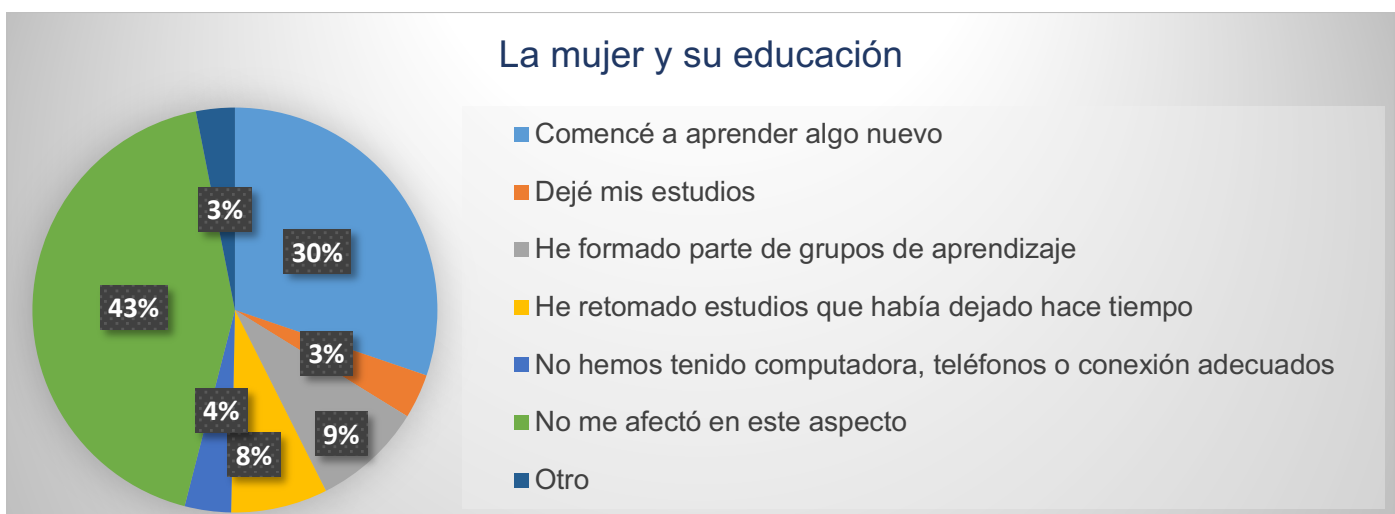 La mujer y su educación
3%
30%
43%
3%
4%
9%
8%
Comencé a aprender algo nuevo
Dejé mis estudios
He formado parte de grupos de aprendizaje
He retomado estudios que había dejado hace tiempo
No hemos tenido computadora, teléfonos o conexión adecuados
No me afectó en este aspecto
Otro